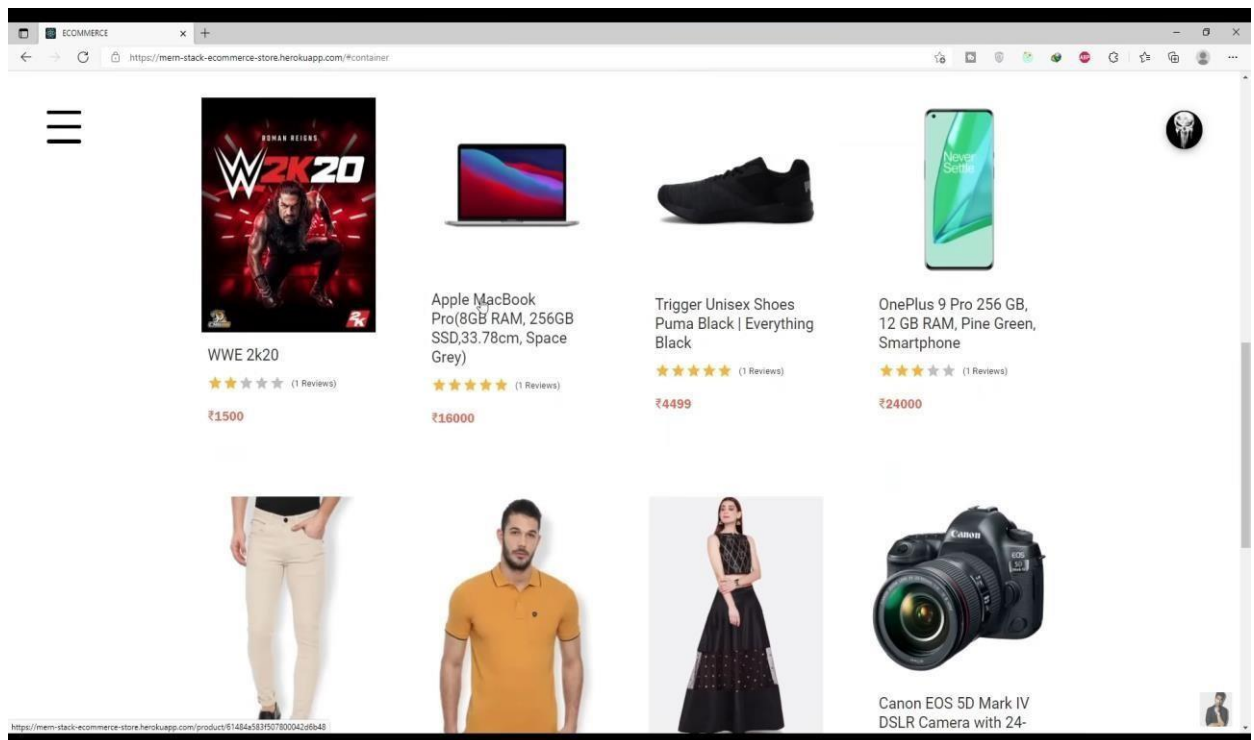 ECOMMERCE
https://mern-stack-ecommerce-store.herokuapp.com/#container
ROMAN REIGNS
W2K20
2K
WWE 2k20
(1 Reviews)
₹1500
Apple MacBook
Pro(8GB RAM, 256GB
SSD,33.78cm, Space
Grey)
(1 Reviews)
₹16000
Trigger Unisex Shoes
Puma Black | Everything
Black
(1 Reviews)
₹4499
Never
Settle
OnePlus 9 Pro 256 GB,
12 GB RAM, Pine Green,
Smartphone
(1 Reviews)
₹24000
Canon
EOS
5D
Canon EOS 5D Mark IV
DSLR Camera with 24-
https://mern-stack-ecommerce-store.herokuapp.com/product/61484a583f507800042d6b48